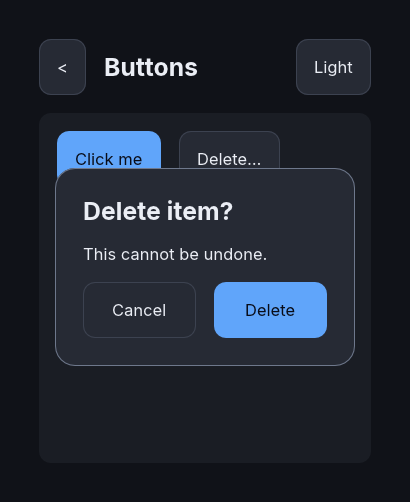 < Buttons Light
Click me Delete...
Delete item?
This cannot be undone.
Cancel Delete